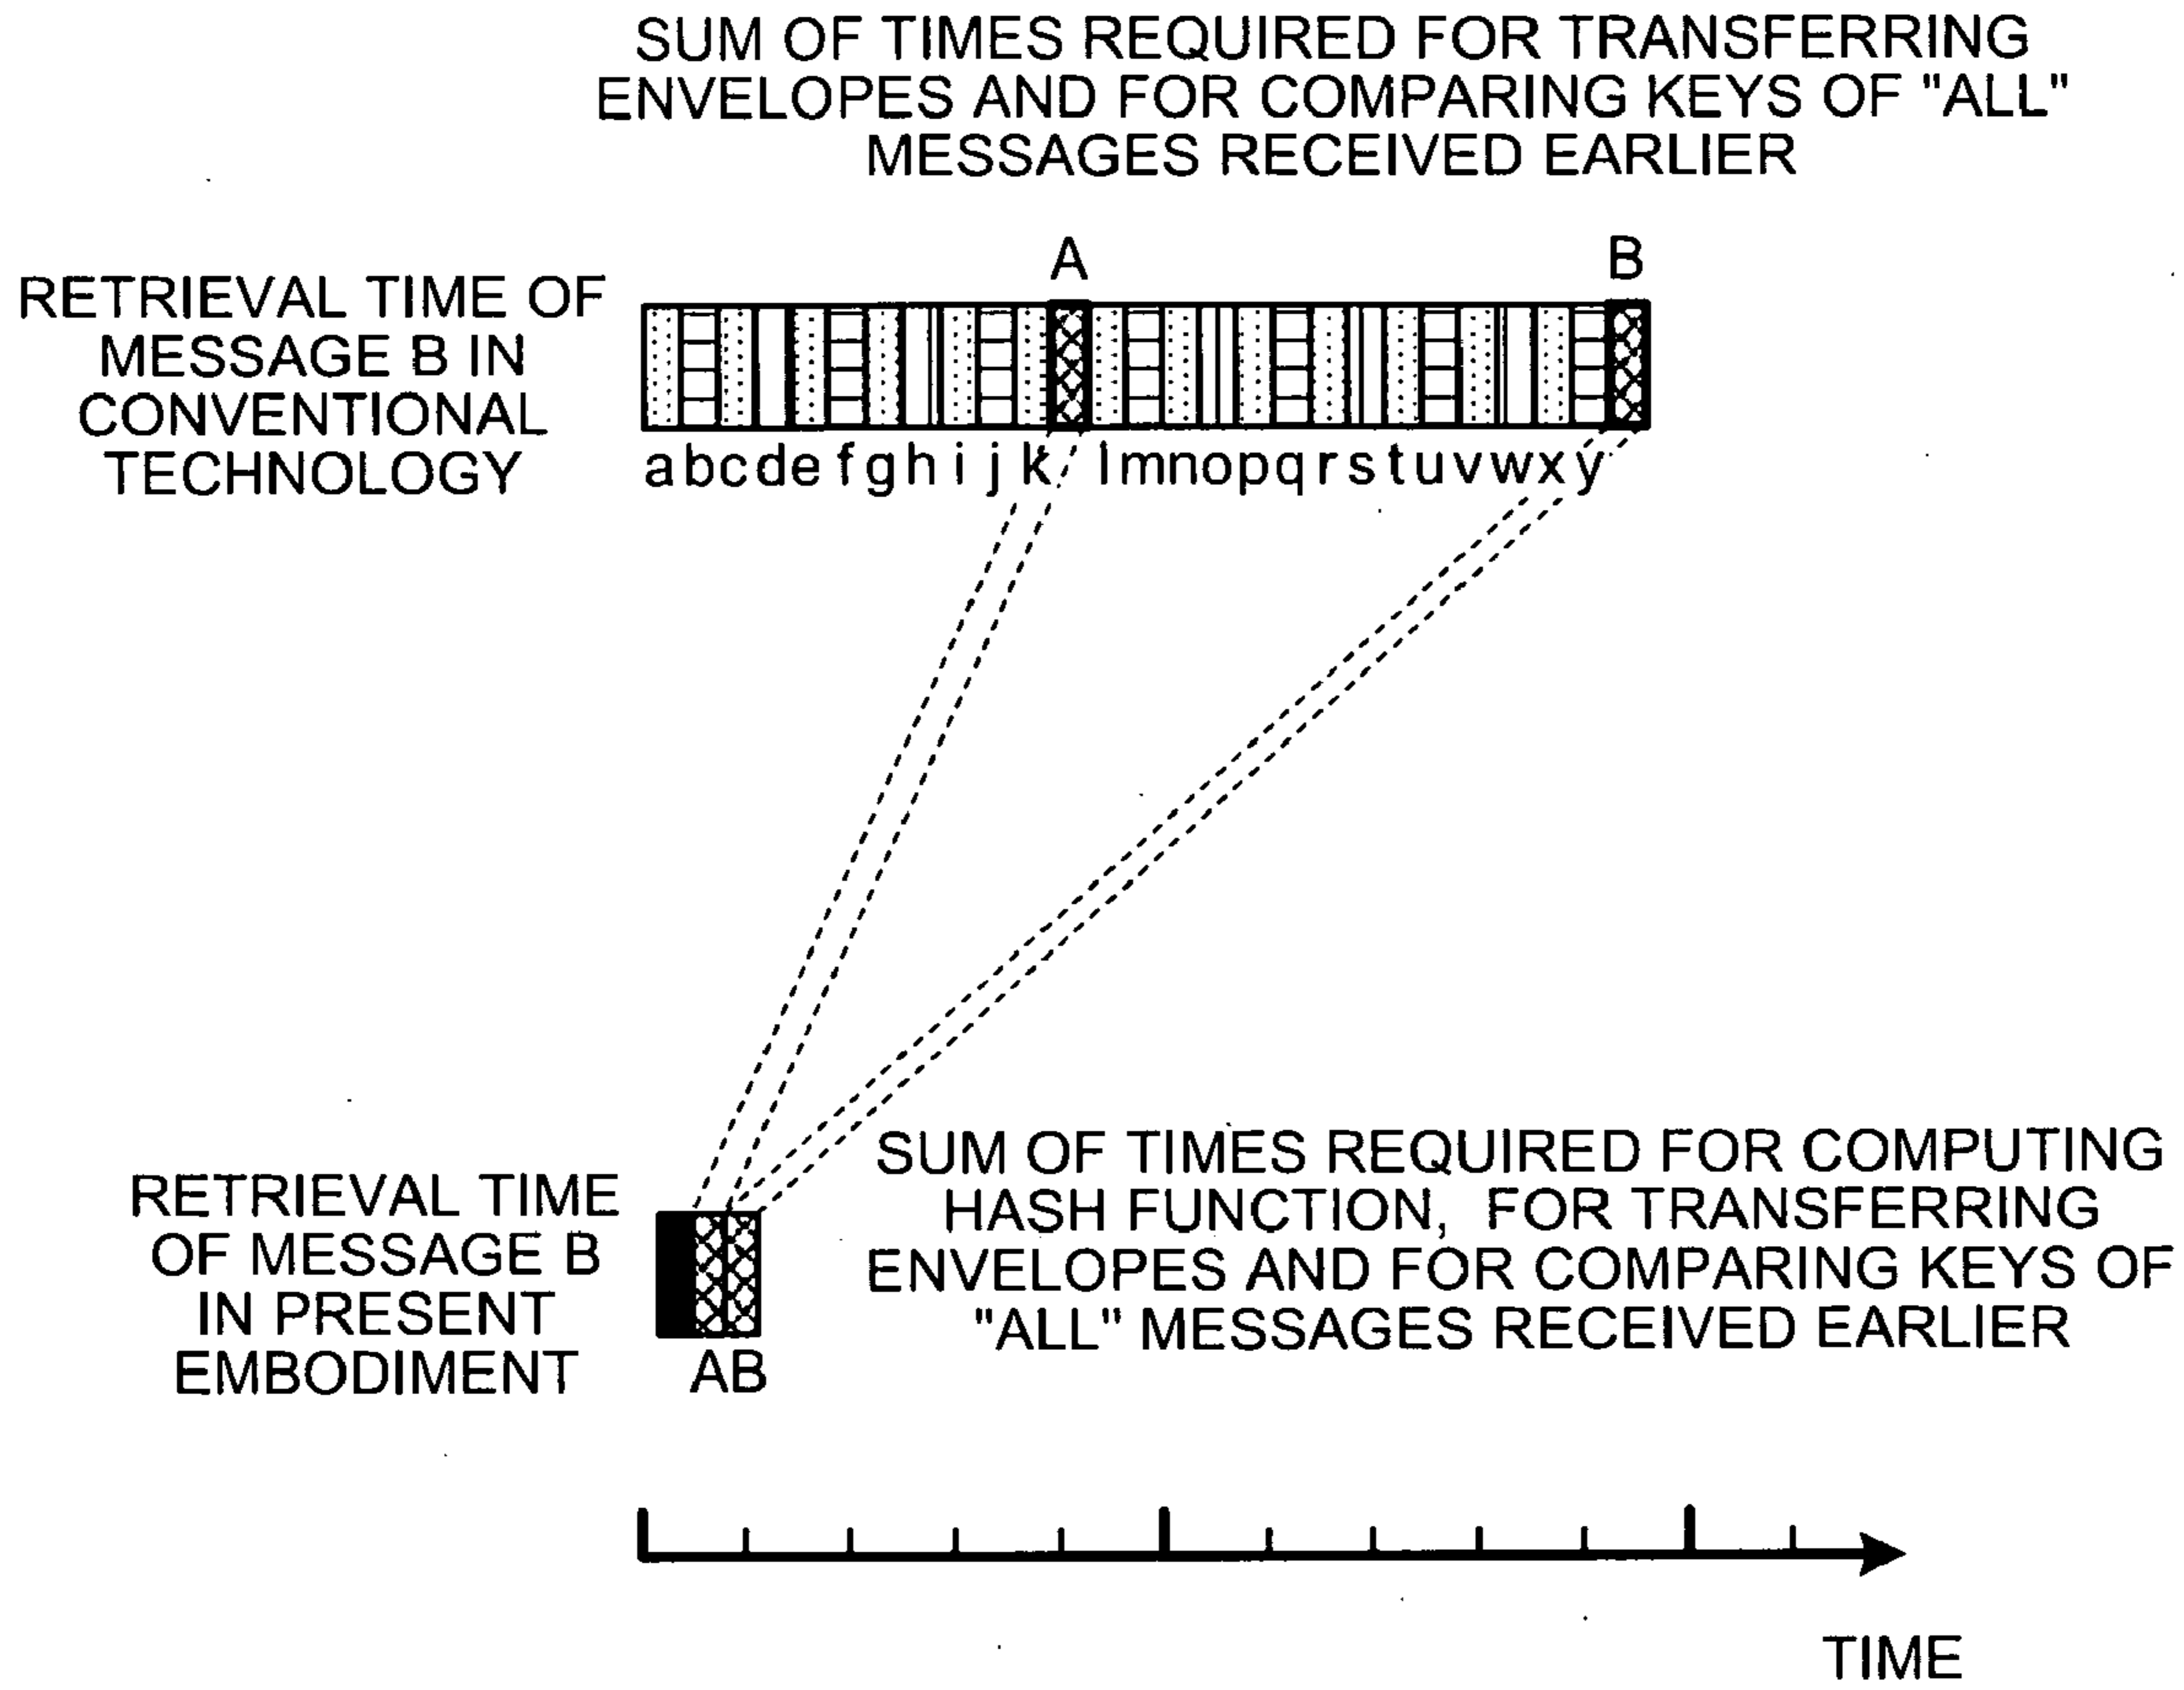 SUM OF TIMES REQUIRED FOR TRANSFERRING
ENVELOPES AND FOR COMPARING KEYS OF "ALL"
MESSAGES RECEIVED EARLIER
A B
RETRIEVAL TIME OF
MESSAGE B IN
CONVENTIONAL
TECHNOLOGY
a b c d e f g h i j k l m n o p q r s t u v w x y
RETRIEVAL TIME
OF MESSAGE B
IN PRESENT
EMBODIMENT
AB
SUM OF TIMES REQUIRED FOR COMPUTING
HASH FUNCTION, FOR TRANSFERRING
ENVELOPES AND FOR COMPARING KEYS OF
"ALL" MESSAGES RECEIVED EARLIER
TIME